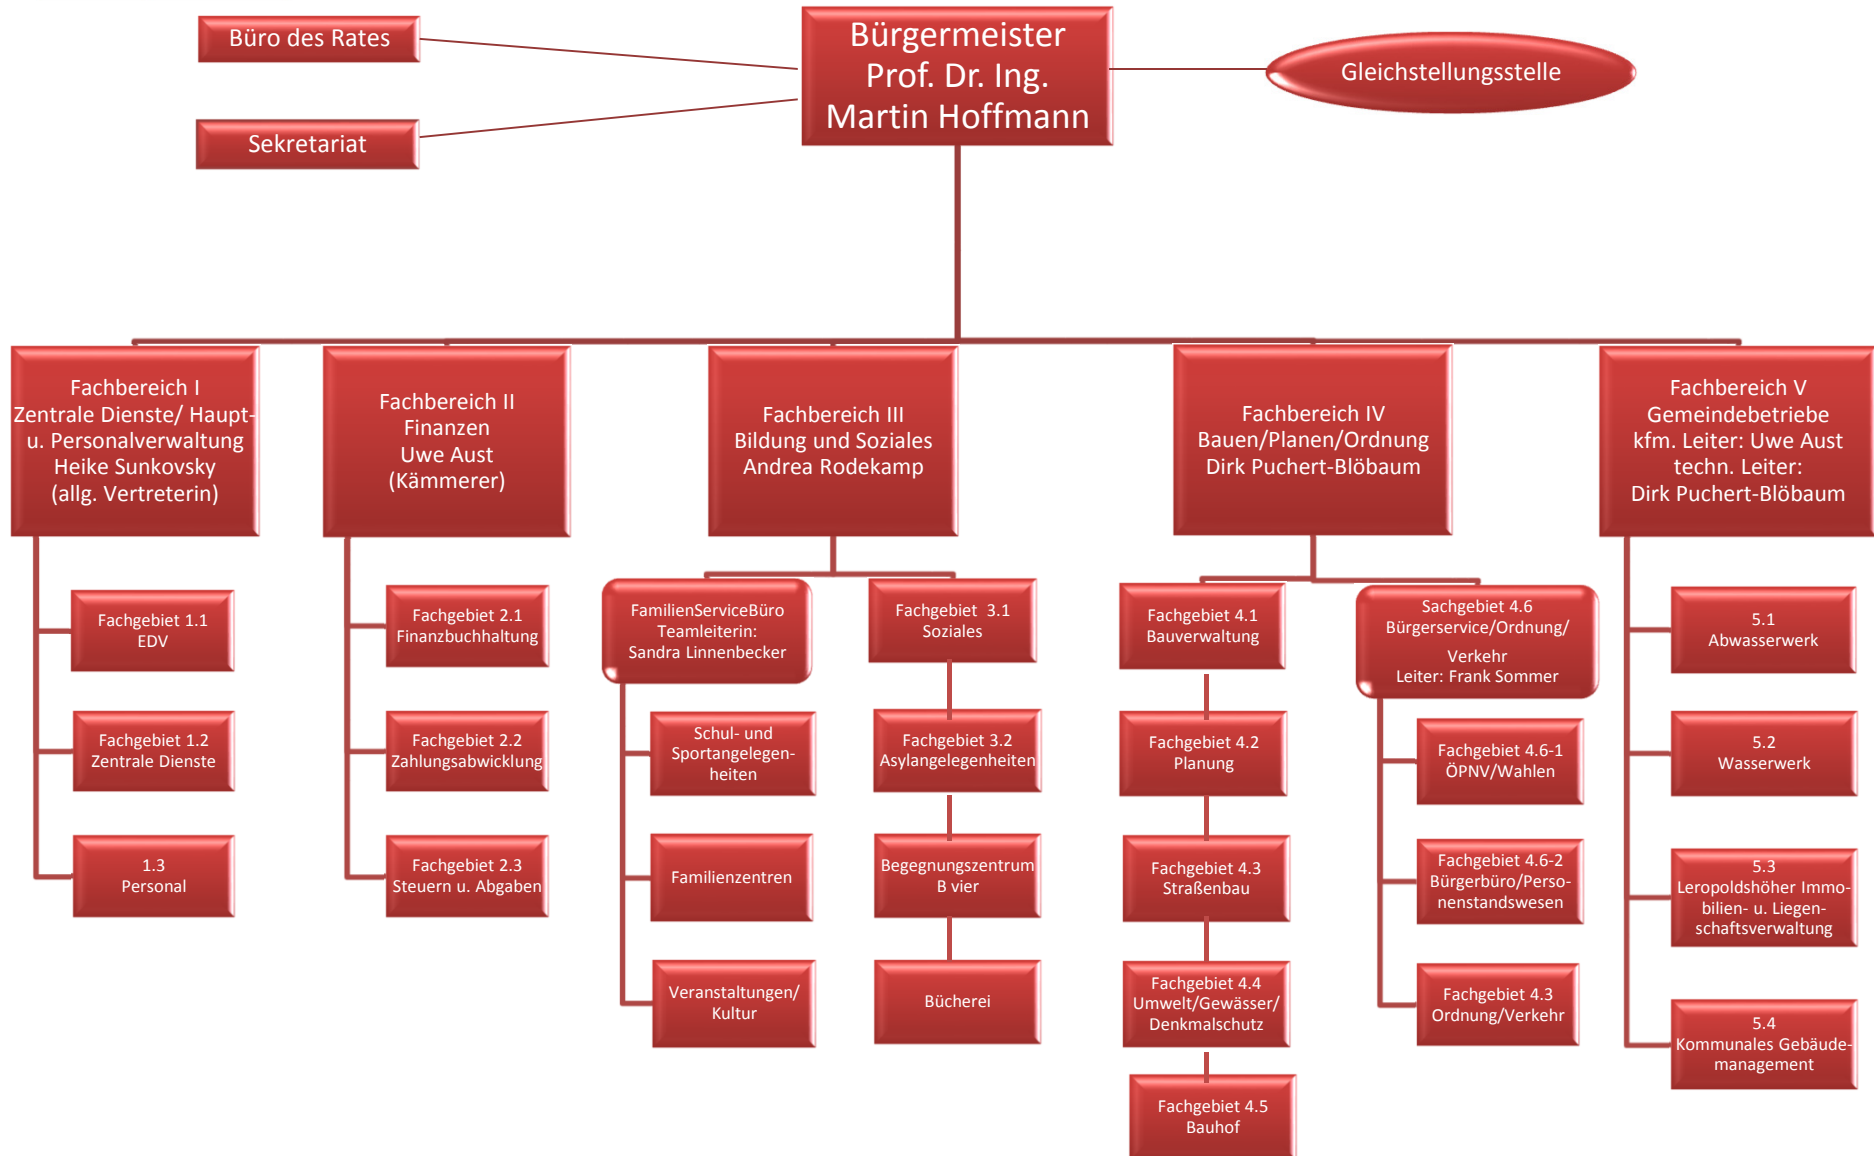 Büro des Rates
Sekretariat
Bürgermeister
Prof. Dr. Ing.
Martin Hoffmann
Gleichstellungsstelle
Fachbereich I
Zentrale Dienste/ Haupt-
u. Personalverwaltung
Heike Sunkovsky
(allg. Vertreterin)
Fachgebiet 1.1
EDV
Fachgebiet 1.2
Zentrale Dienste
1.3
Personal
Fachbereich II
Finanzen
Uwe Aust
(Kämmerer)
Fachgebiet 2.1
Finanzbuchhaltung
Fachgebiet 2.2
Zahlungsabwicklung
Fachgebiet 2.3
Steuern u. Abgaben
Fachbereich III
Bildung und Soziales
Andrea Rodekamp
FamilienServiceBüro
Teamleiterin:
Sandra Linnenbecker
Schul- und
Sportangelegen-
heiten
Familienzentren
Veranstaltungen/
Kultur
Fachgebiet 3.1
Soziales
Fachgebiet 3.2
Asylangelegenheiten
Begegnungszentrum
B vier
Bücherei
Fachbereich IV
Bauen/Planen/Ordnung
Dirk Puchert-Blöbaum
Fachgebiet 4.1
Bauverwaltung
Fachgebiet 4.2
Planung
Fachgebiet 4.3
Straßenbau
Fachgebiet 4.4
Umwelt/Gewässer/
Denkmalschutz
Fachgebiet 4.5
Bauhof
Sachgebiet 4.6
Bürgerservice/Ordnung/
Verkehr
Leiter: Frank Sommer
Fachgebiet 4.6-1
ÖPNV/Wahlen
Fachgebiet 4.6-2
Bürgerbüro/Perso-
nenstandswesen
Fachgebiet 4.3
Ordnung/Verkehr
Fachbereich V
Gemeindebetriebe
kfm. Leiter: Uwe Aust
techn. Leiter:
Dirk Puchert-Blöbaum
5.1
Abwasserwerk
5.2
Wasserwerk
5.3
Leropoldshöher Immo-
bilien- u. Liegen-
schaftsverwaltung
5.4
Kommunales Gebäude-
management